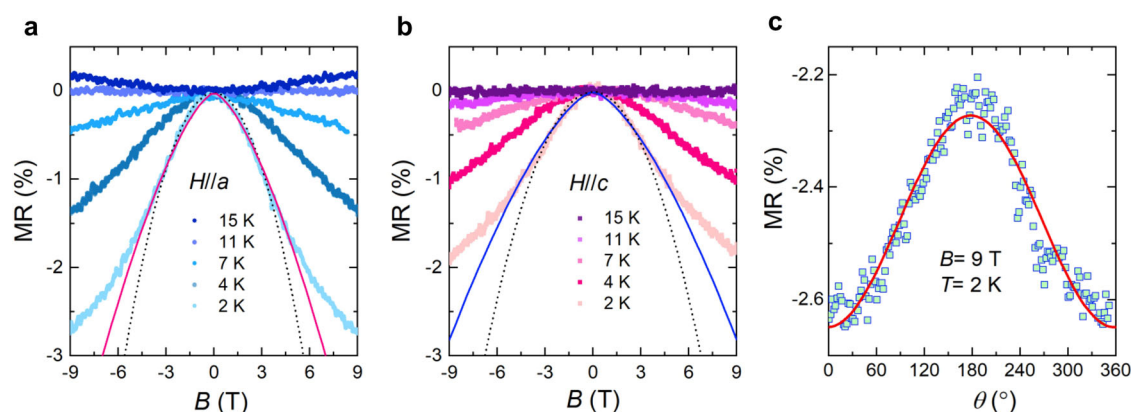 a
MR (%)
0
-1
-2
-3
H//a
15 K
11 K
7 K
4 K
2 K
-9 -6 -3 0 3 6 9
B (T)
b
MR (%)
0
-1
-2
-3
H//c
15 K
11 K
7 K
4 K
2 K
-9 -6 -3 0 3 6 9
B (T)
c
MR (%)
-2.2
-2.4
-2.6
B= 9 T
T= 2 K
0 60 120 180 240 300 360
θ (°)